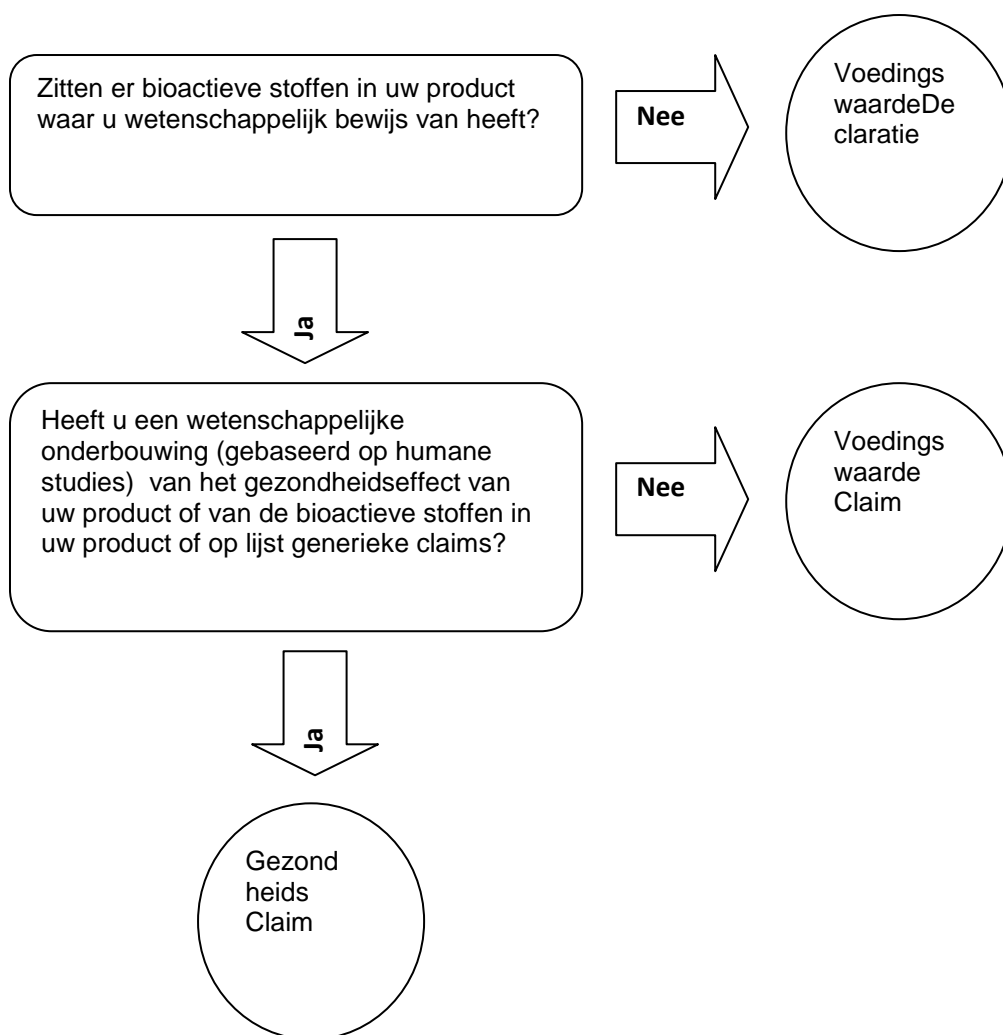 Zitten er bioactieve stoffen in uw product
waar u wetenschappelijk bewijs van heeft?
Nee
Voedings
waardeDe
claratie
Ja
Heeft u een wetenschappelijke
onderbouwing (gebaseerd op humane
studies)  van het gezondheidseffect van
uw product of van de bioactieve stoffen in
uw product of op lijst generieke claims?
Nee
Voedings
waarde
Claim
Ja
Gezond
heids
Claim